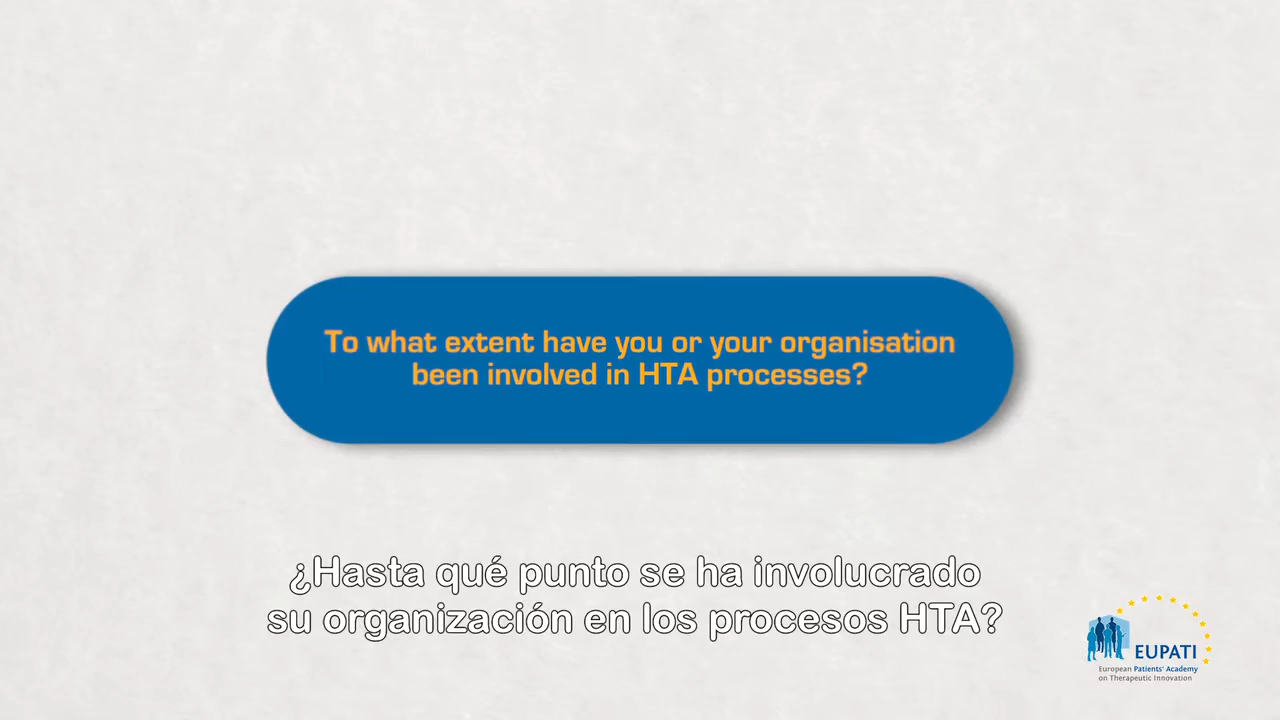 To what extent have you or your organisation
been involved in HTA processes?
¿Hasta qué punto se ha involucrado
su organización en los procesos HTA?
EUPATI
European Patients' Academy
on Therapeutic Innovation